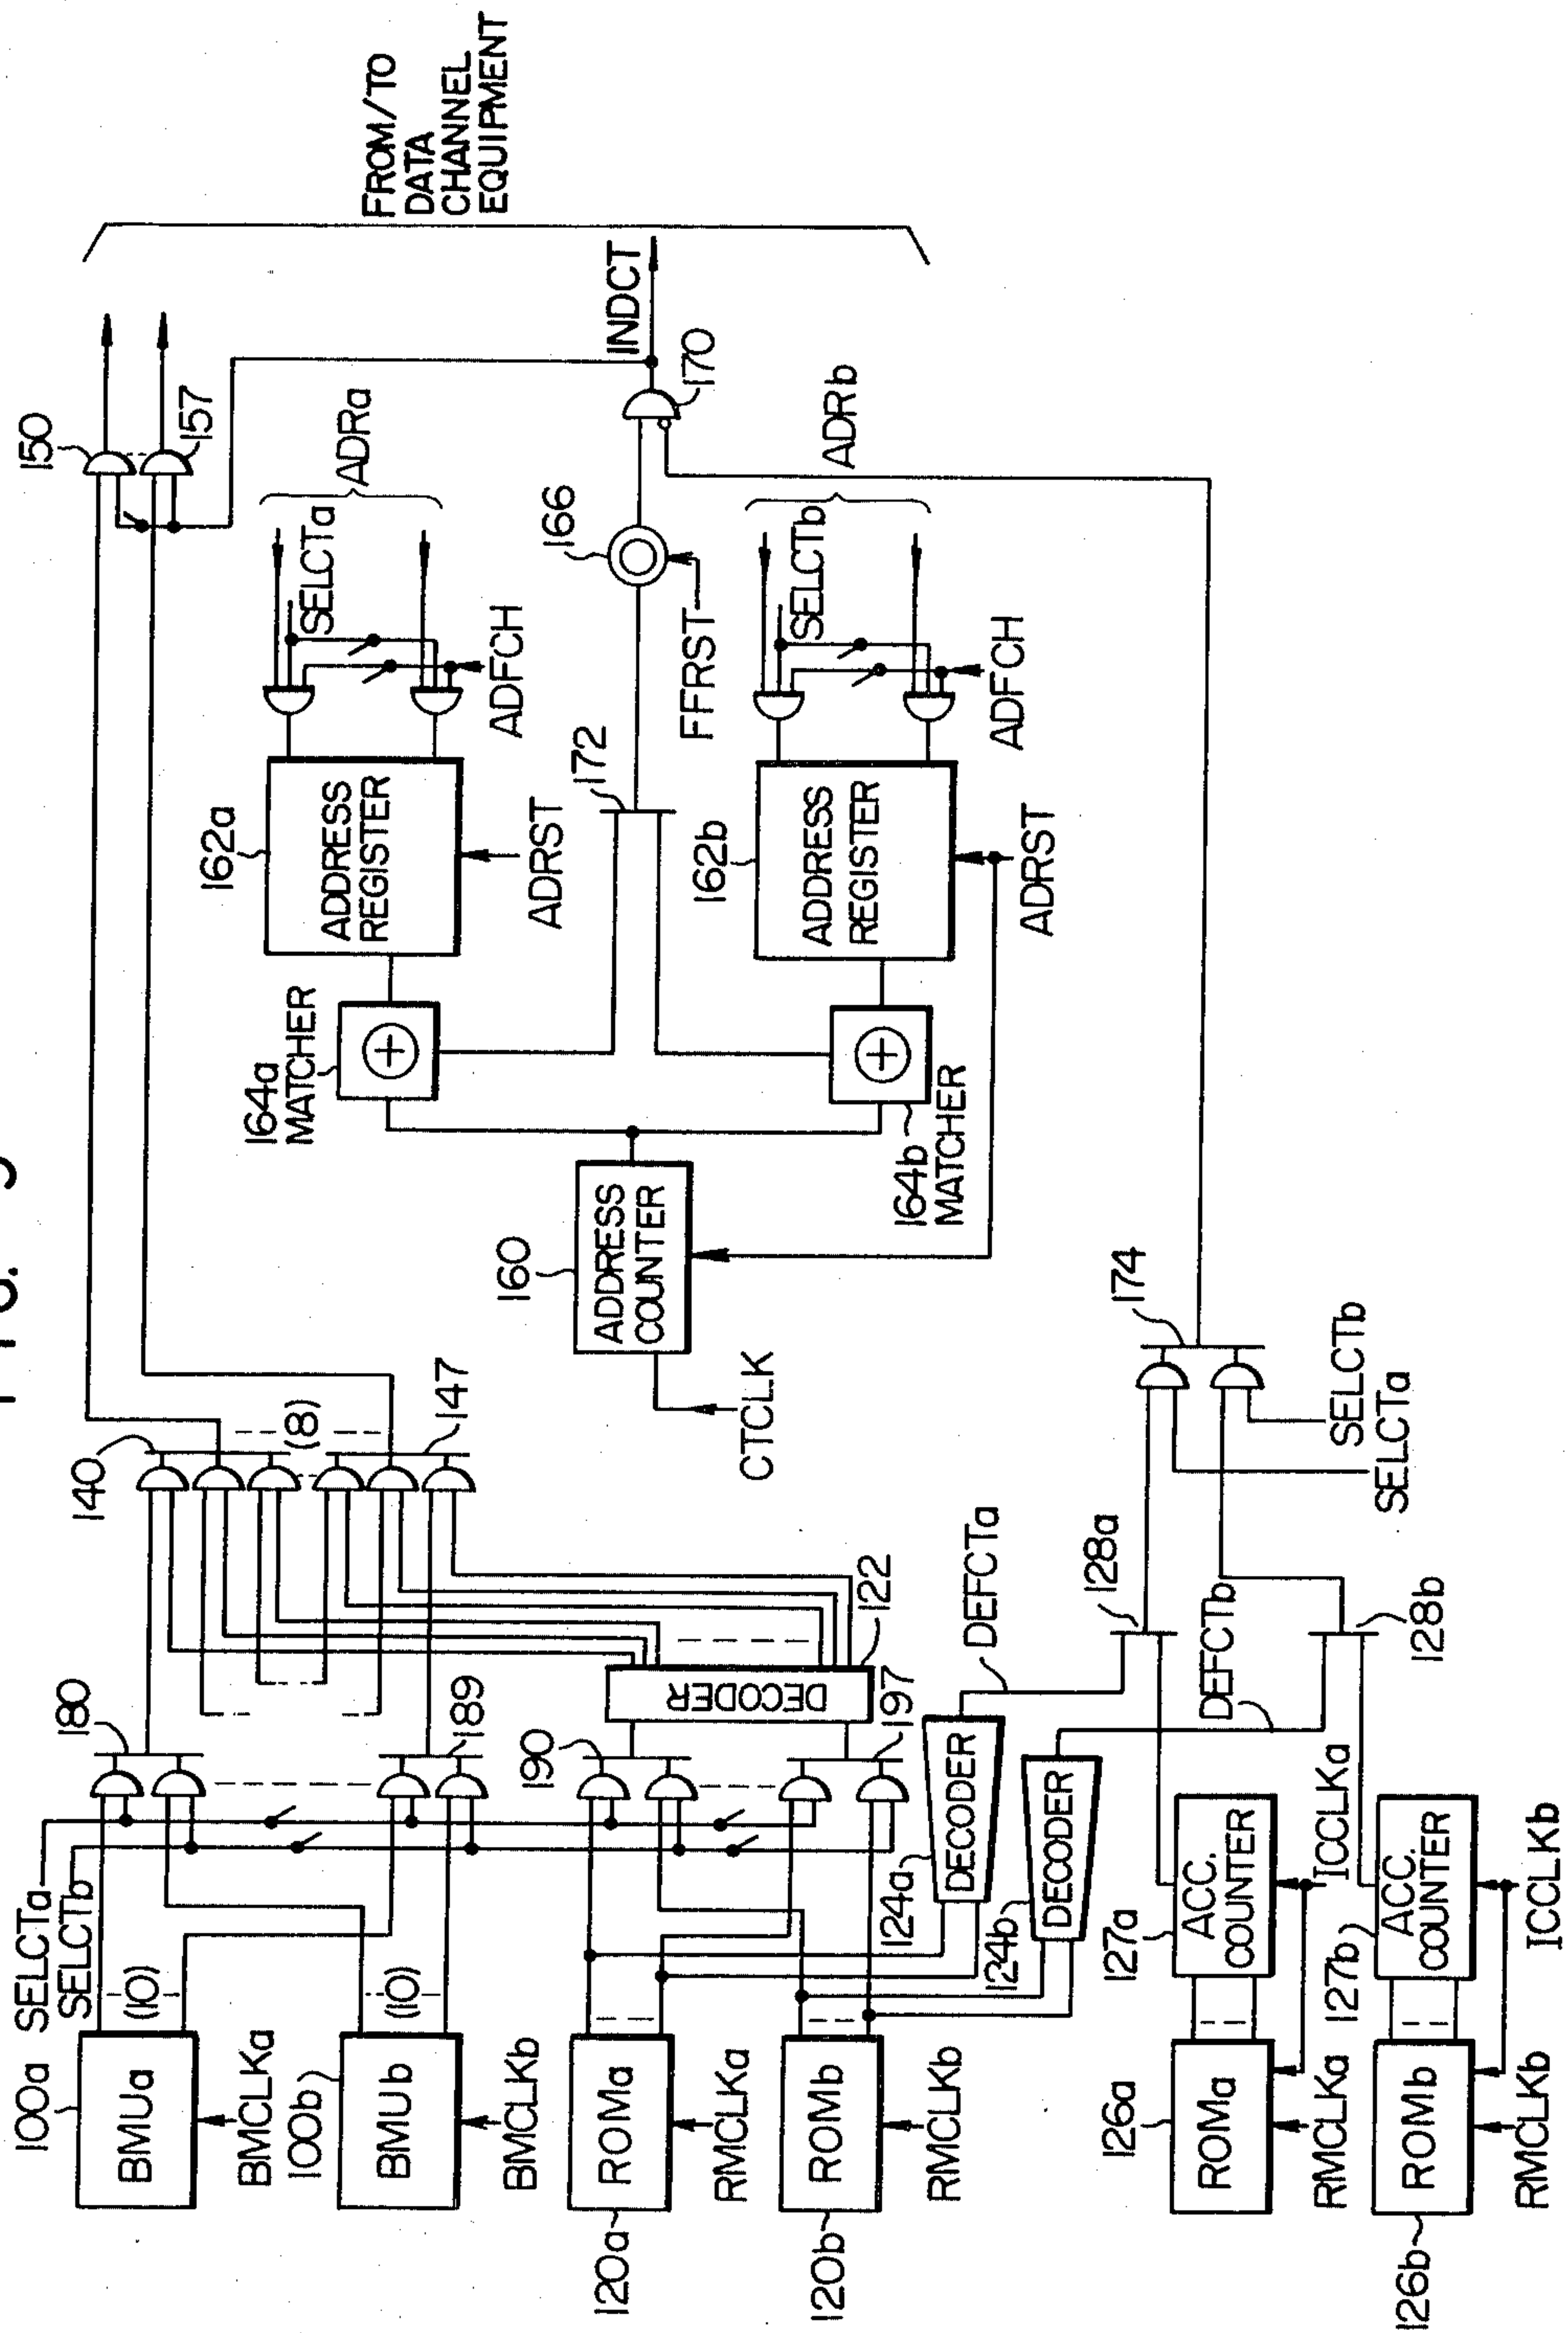 FIG.
FROM/TO
DATA
CHANNEL
EQUIPMENT
150
157
INDCT
170
ADRa
SELCTa
ADFCH
162a
ADDRESS
REGISTER
ADRST
164a
MATCHER
166
FFRST
172
ADRb
SELCTb
ADFCH
162b
ADDRESS
REGISTER
ADRST
164b
MATCHER
160
ADDRESS
COUNTER
CTCLK
140
(8)
147
174
SELCTb
SELCTa
180
189
190
197
DECODER
122
DEFCTa
128a
DEFCTb
128b
SELCTa
SELCTb
(10)
(10)
100a
BMUa
BMCLKa
100b
BMUb
BMCLKb
120a
ROMa
RMCLKa
120b
ROMb
RMCLKb
124a
DECODER
124b
DECODER
127a
ACC.
COUNTER
ICCLKa
127b
ACC.
COUNTER
ICCLKb
126a
ROMa
RMCLKa
126b
ROMb
RMCLKb